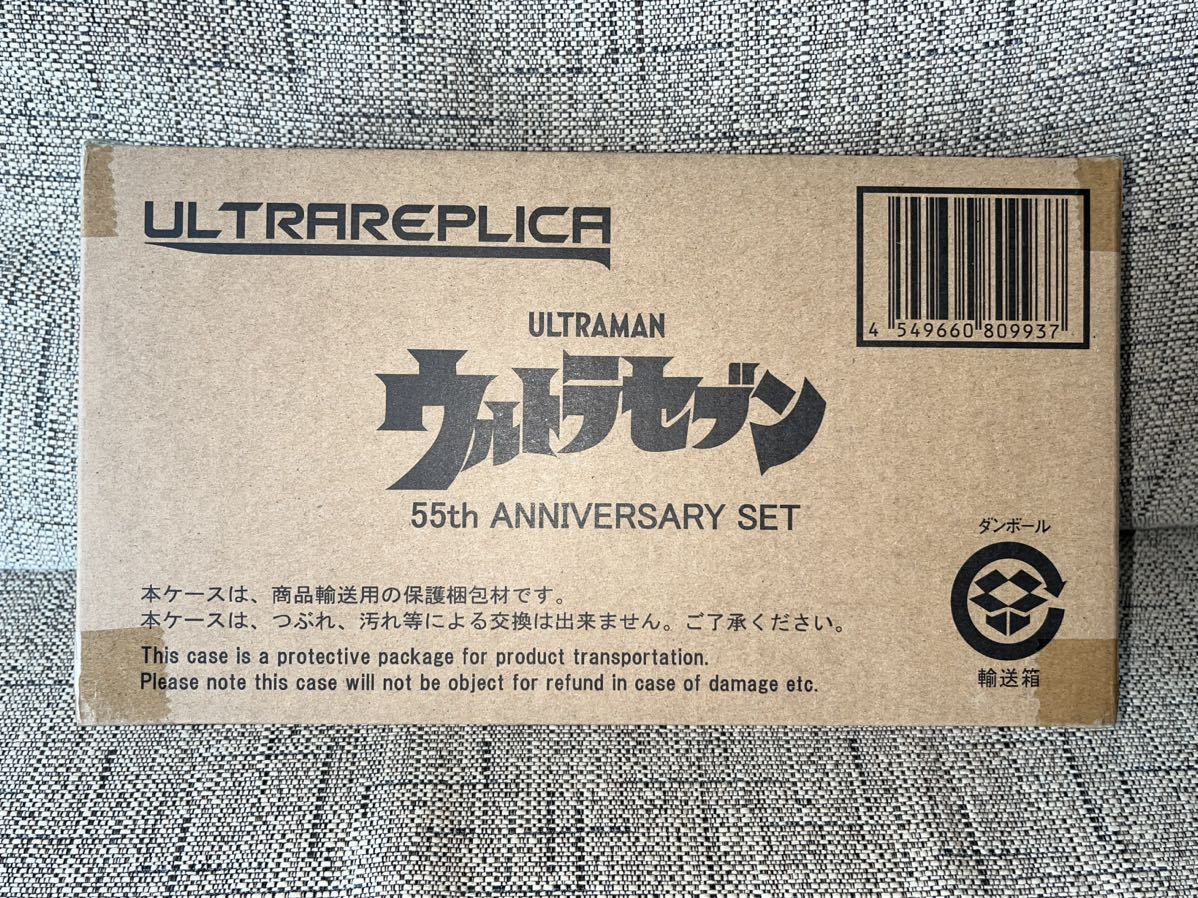 ULTRAREPLICA
4 549660 809937
ULTRAMAN
ウルトラセブン
55th ANNIVERSARY SET
ダンボール
輸送箱
本ケースは、商品輸送用の保護梱包材です。
本ケースは、つぶれ、汚れ等による交換は出来ません。ご了承ください。
This case is a protective package for product transportation.
Please note this case will not be object for refund in case of damage etc.